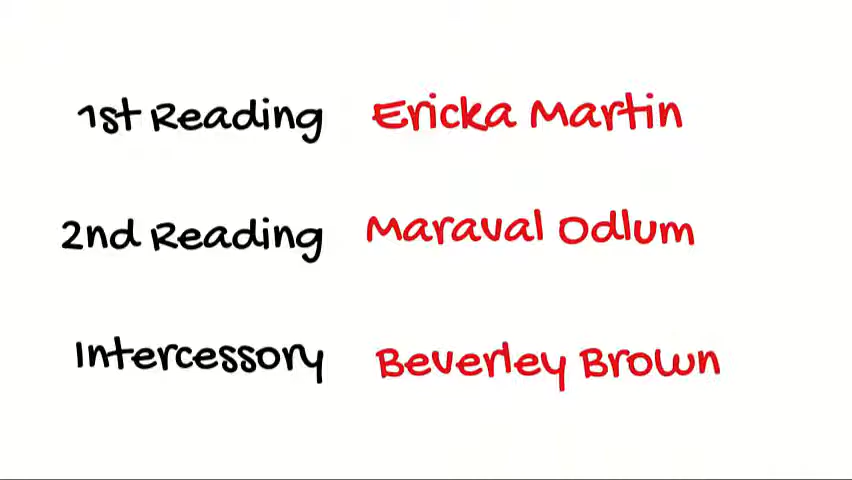 1st Reading Ericka Martin
2nd Reading Maraval Odlum
Intercessory Beverley Brown